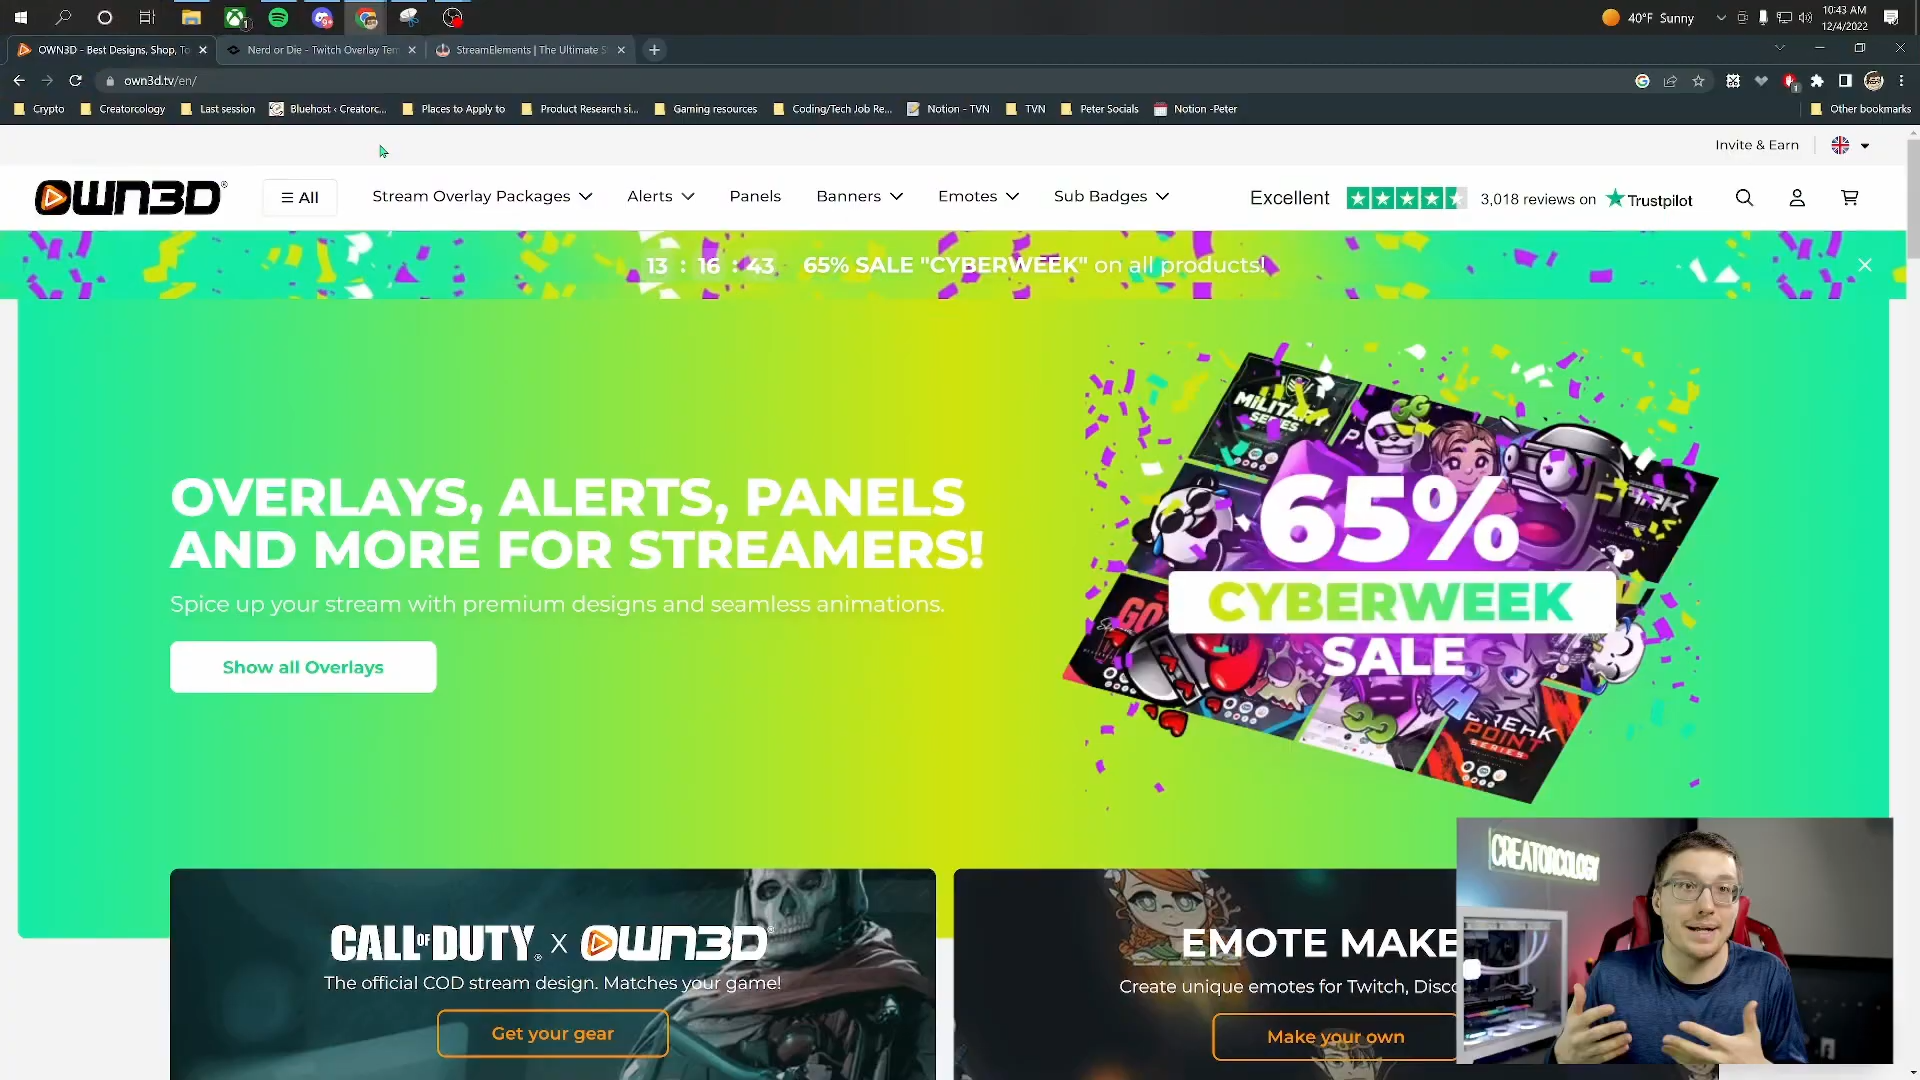 10:43 AM
40°F Sunny
12/4/2022
OWN3D - Best Designs, Shop, To
Nerd or Die - Twitch Overlay Tem
StreamElements | The Ultimate S
own3d.tv/en/
Crypto
Creatorcology
Last session
Bluehost ‹ Creatorc...
Places to Apply to
Product Research si...
Gaming resources
Coding/Tech Job Re...
Notion - TVN
TVN
Peter Socials
Notion -Peter
Other bookmarks
Invite & Earn
OWN3D
All
Stream Overlay Packages
Alerts
Panels
Banners
Emotes
Sub Badges
Excellent
3,018 reviews on
Trustpilot
13 : 16 : 43 65% SALE "CYBERWEEK" on all products!
OVERLAYS, ALERTS, PANELS
AND MORE FOR STREAMERS!
Spice up your stream with premium designs and seamless animations.
Show all Overlays
MILITARY
SERIES
65%
CYBERWEEK
SALE
POINT
SERIES
CALL OF DUTY® X OWN3D
The official COD stream design. Matches your game!
Get your gear
EMOTE MAKE
Create unique emotes for Twitch, Disco
Make your own
CREATORCOLOGY